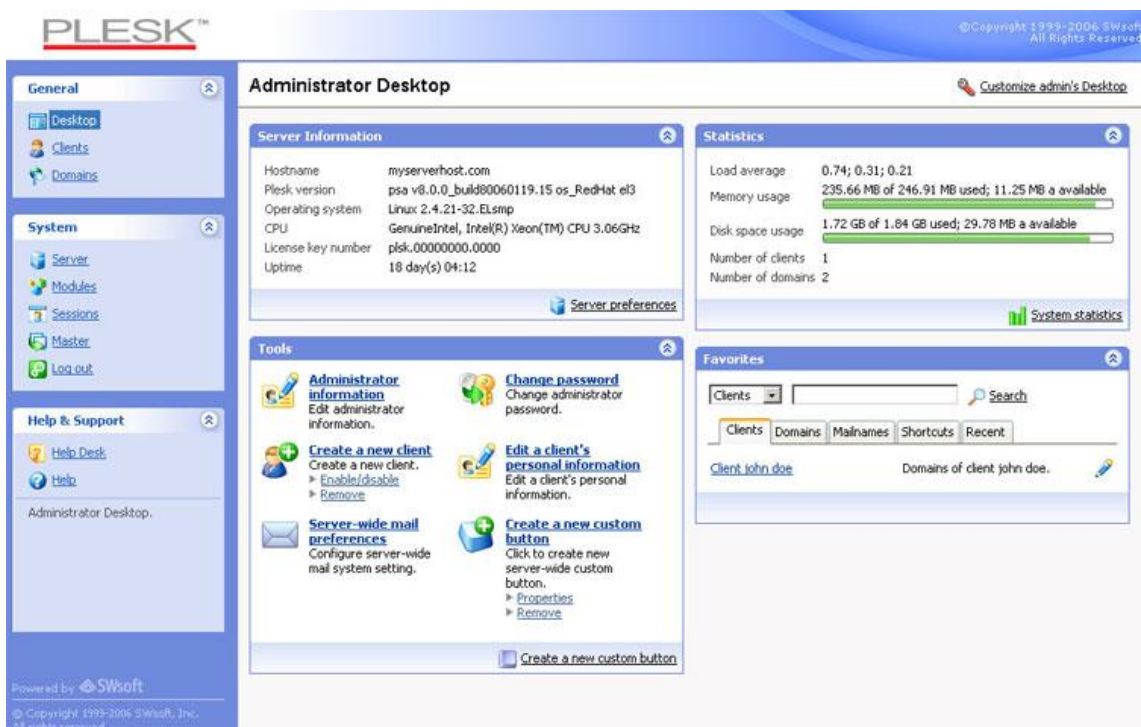 PLESK™
©Copyright 1999-2006 SWsoft
All Rights Reserved
General
Desktop
Clients
Domains
System
Server
Modules
Sessions
Master
Log out
Help & Support
Help Desk
Help
Administrator Desktop.
Powered by SWsoft
© Copyright 1999-2006 SWsoft, Inc.
All rights reserved
Administrator Desktop
Customize admin's Desktop
Server Information
Hostname myserverhost.com
Plesk version psa v8.0.0_build80060119.15 os_RedHat el3
Operating system Linux 2.4.21-32.ELsmp
CPU GenuineIntel, Intel(R) Xeon(TM) CPU 3.06GHz
License key number plsk.00000000.0000
Uptime 18 day(s) 04:12
Server preferences
Tools
Administrator
information
Edit administrator
information.
Change password
Change administrator
password.
Create a new client
Create a new client.
Enable/disable
Remove
Edit a client's
personal information
Edit a client's personal
information.
Server-wide mail
preferences
Configure server-wide
mail system setting.
Create a new custom
button
Click to create new
server-wide custom
button.
Properties
Remove
Create a new custom button
Statistics
Load average 0.74; 0.31; 0.21
Memory usage 235.66 MB of 246.91 MB used; 11.25 MB a available
Disk space usage 1.72 GB of 1.84 GB used; 29.78 MB a available
Number of clients 1
Number of domains 2
System statistics
Favorites
Clients Search
Clients Domains Mailnames Shortcuts Recent
Client john doe Domains of client john doe.